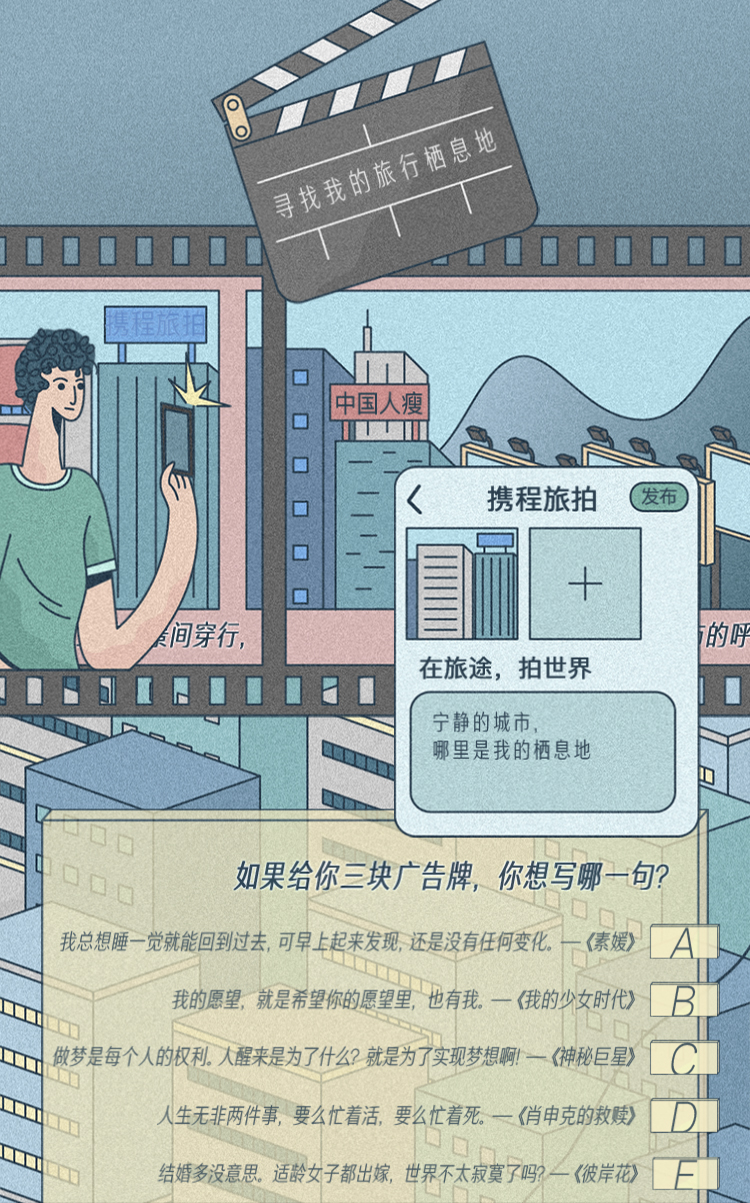 寻找我的旅行栖息地
携程旅拍
中国人瘦
携程旅拍
发布
间穿行，
的呼
在旅途，拍世界
宁静的城市，
哪里是我的栖息地
如果给你三块广告牌，你想写哪一句？
我总想睡一觉就能回到过去，可早上起来发现，还是没有任何变化。—《素媛》 A
我的愿望，就是希望你的愿望里，也有我。—《我的少女时代》 B
做梦是每个人的权利。人醒来是为了什么？就是为了实现梦想啊！—《神秘巨星》 C
人生无非两件事，要么忙着活，要么忙着死。—《肖申克的救赎》 D
结婚多没意思。适龄女子都出嫁，世界不太寂寞了吗？—《彼岸花》 E